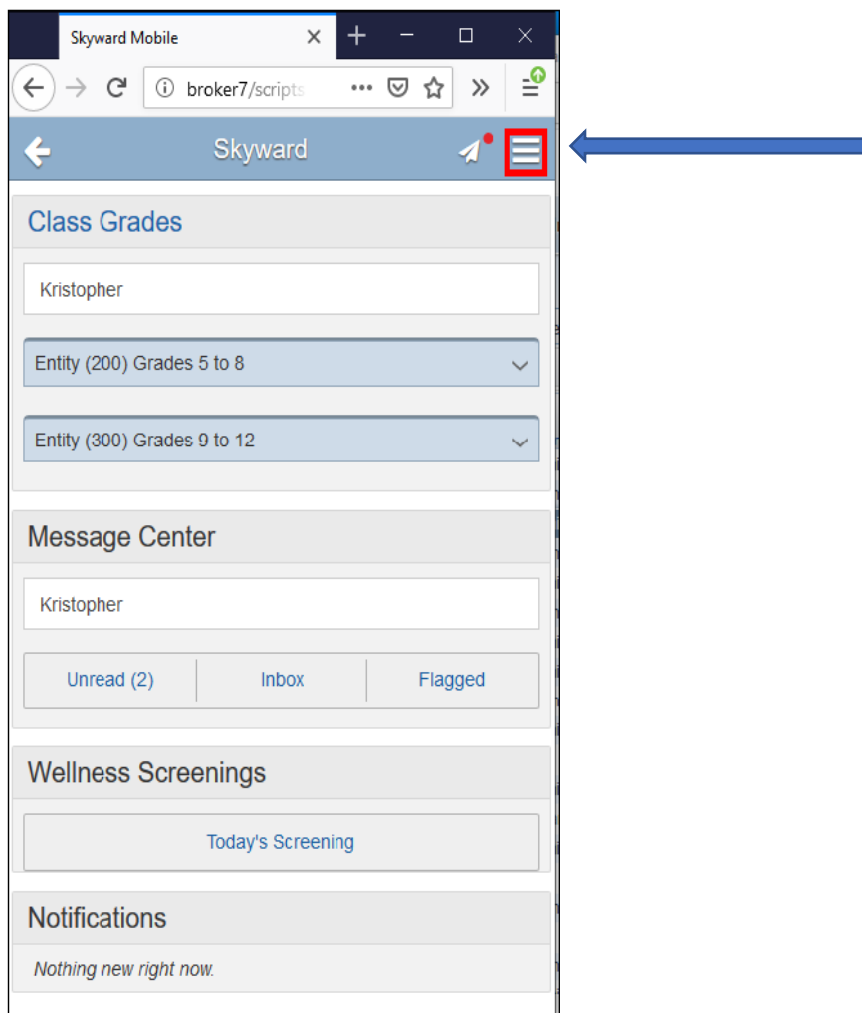 Skyward Mobile
broker7/scripts
Skyward
Class Grades
Kristopher
Entity (200) Grades 5 to 8
Entity (300) Grades 9 to 12
Message Center
Kristopher
Unread (2) Inbox Flagged
Wellness Screenings
Today's Screening
Notifications
Nothing new right now.